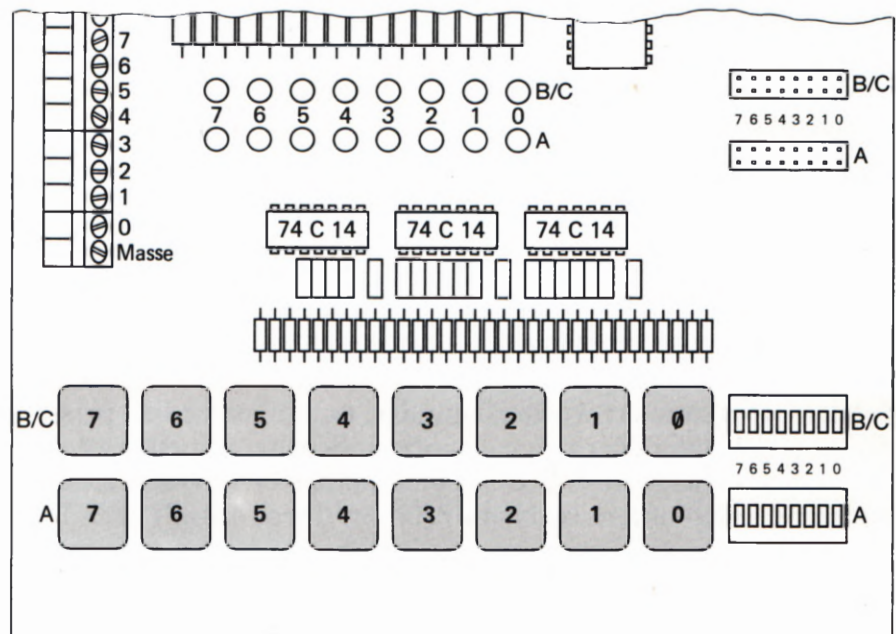 7
6
5
4
3
2
1
0
Masse
B/C
7 6 5 4 3 2 1 0
A
B/C
7 6 5 4 3 2 1 0
A
74 C 14 74 C 14 74 C 14
B/C 7 6 5 4 3 2 1 Ø B/C
7 6 5 4 3 2 1 0
A 7 6 5 4 3 2 1 0 A